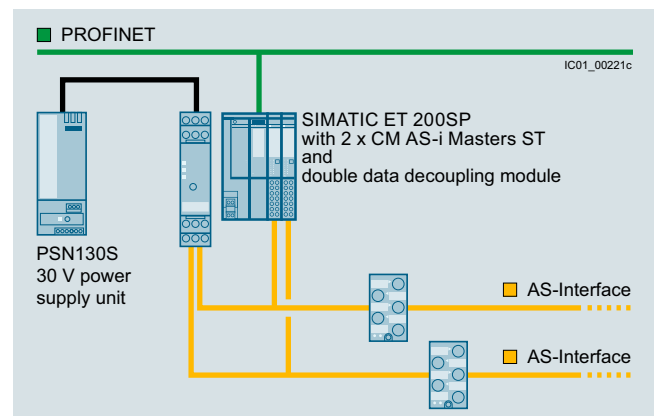 PROFINET
IC01_00221c
SIMATIC ET 200SP
with 2 x CM AS-i Masters ST
and
double data decoupling module
PSN130S
30 V power
supply unit
AS-Interface
AS-Interface